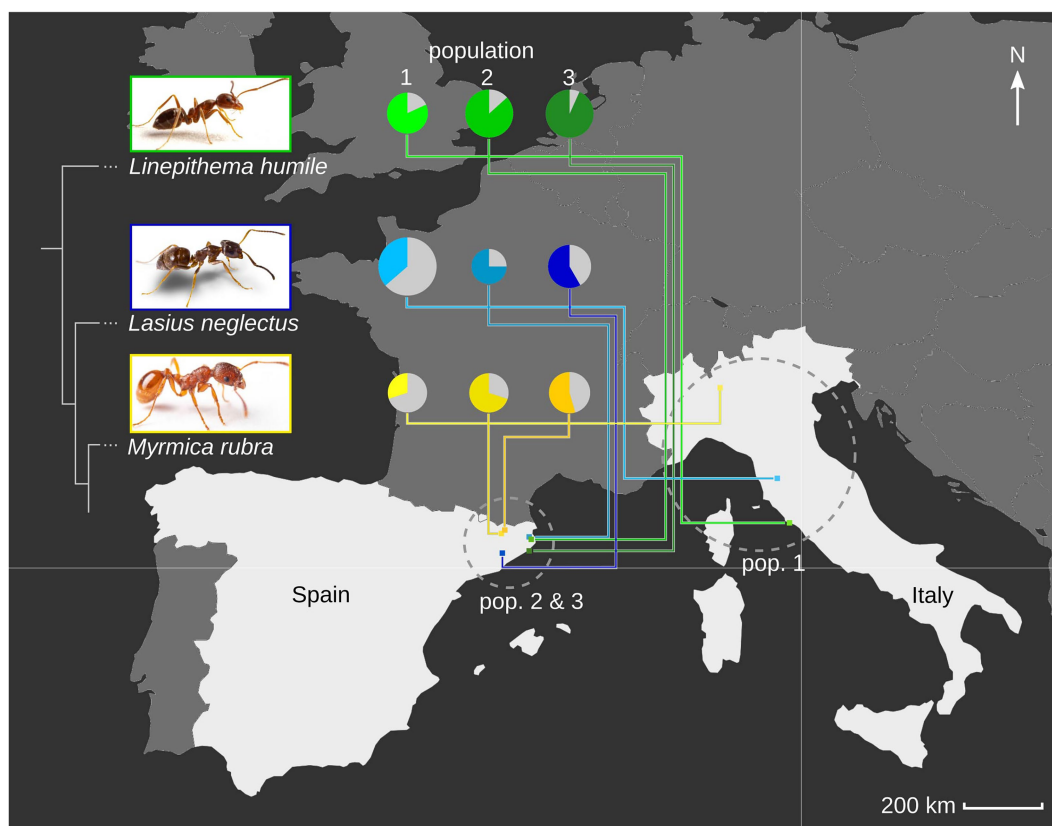 population
1 2 3
N
Linepithema humile
Lasius neglectus
Myrmica rubra
pop. 1
Spain
pop. 2 & 3
Italy
200 km